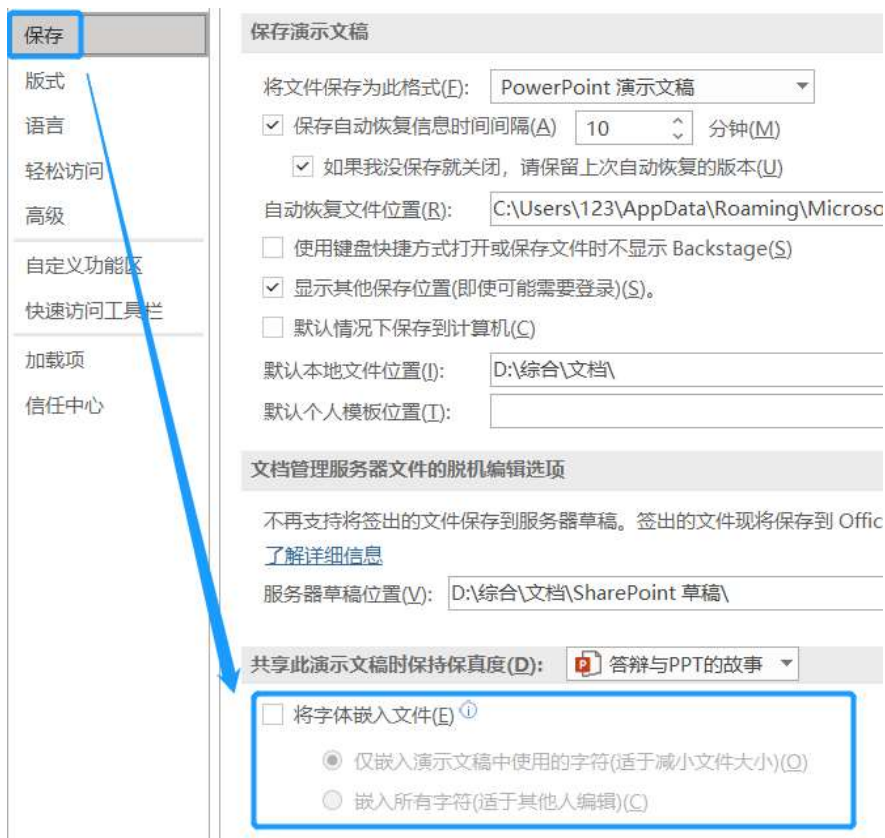 保存
版式
语言
轻松访问
高级
自定义功能区
快速访问工具栏
加载项
信任中心
保存演示文稿
将文件保存为此格式(F): PowerPoint 演示文稿
保存自动恢复信息时间间隔(A) 10 分钟(M)
如果我没保存就关闭，请保留上次自动恢复的版本(U)
自动恢复文件位置(R): C:\Users\123\AppData\Roaming\Microso
使用键盘快捷方式打开或保存文件时不显示 Backstage(S)
显示其他保存位置(即使可能需要登录)(S)。
默认情况下保存到计算机(C)
默认本地文件位置(I): D:\综合\文档\
默认个人模板位置(T):
文档管理服务器文件的脱机编辑选项
不再支持将签出的文件保存到服务器草稿。签出的文件现将保存到 Offic
了解详细信息
服务器草稿位置(V): D:\综合\文档\SharePoint 草稿\
共享此演示文稿时保持保真度(D): 答辩与PPT的故事
将字体嵌入文件(E)
仅嵌入演示文稿中使用的字符(适于减小文件大小)(O)
嵌入所有字符(适于其他人编辑)(C)